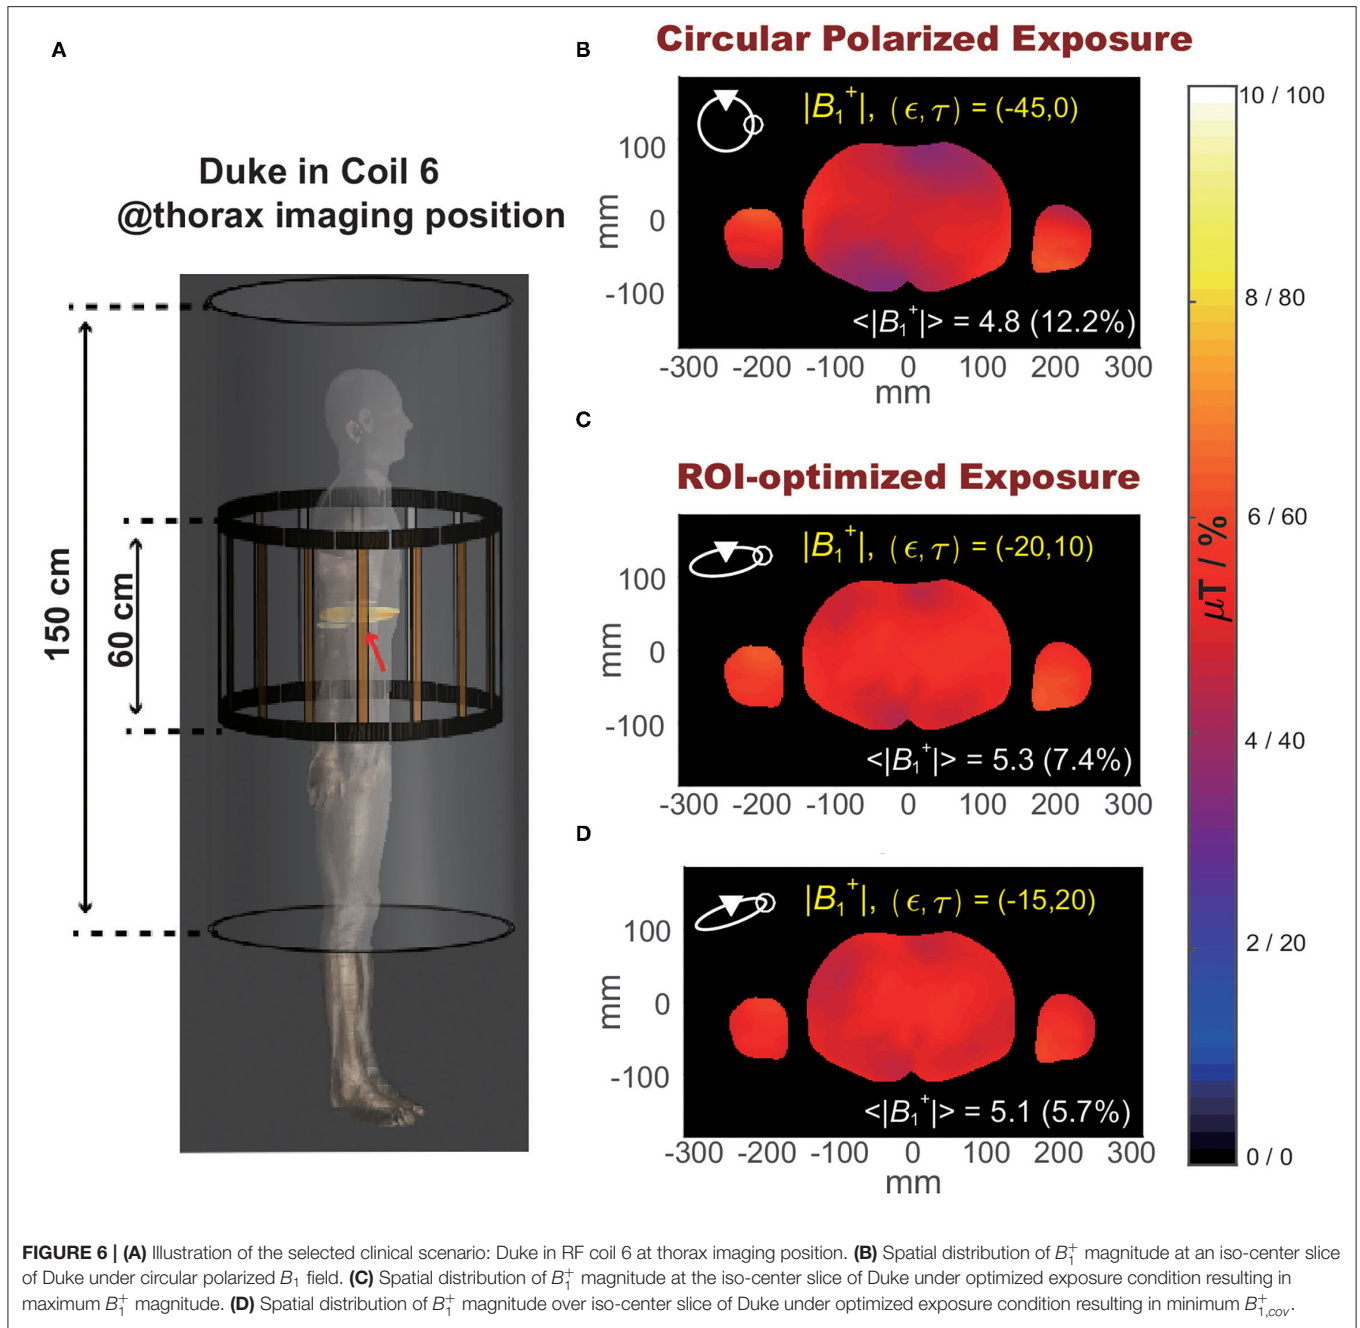 A
Duke in Coil 6
@thorax imaging position
150 cm
60 cm
B
Circular Polarized Exposure
|B₁⁺|, (ϵ, τ) = (-45,0)
100
0
-100
mm
<|B₁⁺|> = 4.8 (12.2%)
-300 -200 -100 0 100 200 300
mm
C
ROI-optimized Exposure
|B₁⁺|, (ϵ, τ) = (-20,10)
100
0
-100
mm
<|B₁⁺|> = 5.3 (7.4%)
-300 -200 -100 0 100 200 300
D
|B₁⁺|, (ϵ, τ) = (-15,20)
100
0
-100
mm
<|B₁⁺|> = 5.1 (5.7%)
-300 -200 -100 0 100 200 300
mm
10 / 100
8 / 80
6 / 60
4 / 40
2 / 20
0 / 0
μT / %
FIGURE 6 | (A) Illustration of the selected clinical scenario: Duke in RF coil 6 at thorax imaging position. (B) Spatial distribution of B₁⁺ magnitude at an iso-center slice
of Duke under circular polarized B₁ field. (C) Spatial distribution of B₁⁺ magnitude at the iso-center slice of Duke under optimized exposure condition resulting in
maximum B₁⁺ magnitude. (D) Spatial distribution of B₁⁺ magnitude over iso-center slice of Duke under optimized exposure condition resulting in minimum B⁺₁,cov.